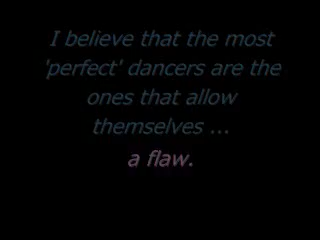 I believe that the most
'perfect' dancers are the
ones that allow
themselves ...
a flaw.